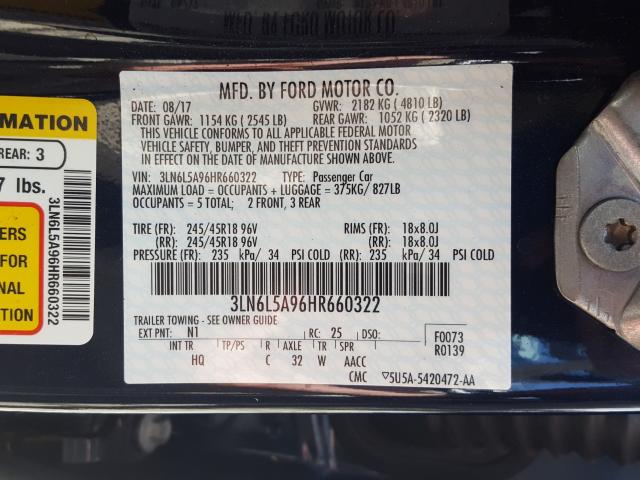 MFD. BY FORD MOTOR CO.
DATE: 08/17 GVWR: 2182 KG ( 4810 LB)
FRONT GAWR: 1154 KG ( 2545 LB) REAR GAWR: 1052 KG ( 2320 LB)
THIS VEHICLE CONFORMS TO ALL APPLICABLE FEDERAL MOTOR
VEHICLE SAFETY, BUMPER, AND THEFT PREVENTION STANDARDS
IN EFFECT ON THE DATE OF MANUFACTURE SHOWN ABOVE.
VIN: 3LN6L5A96HR660322 TYPE: Passenger Car
MAXIMUM LOAD = OCCUPANTS + LUGGAGE = 375KG/ 827LB
OCCUPANTS = 5 TOTAL; 2 FRONT, 3 REAR
TIRE (FR): 245/45R18 96V RIMS (FR): 18x8.0J
(RR): 245/45R18 96V (RR): 18x8.0J
PRESSURE (FR): 235 kPa/ 34 PSI COLD (RR): 235 kPa/ 34 PSI COLD
3LN6L5A96HR660322
TRAILER TOWING - SEE OWNER GUIDE
EXT PNT: N1 RC: 25 DSO: F0073
INT TR TP/PS R AXLE TR SPR R0139
HQ C 32 W AACC
CMC ▽5U5A-5420472-AA
MATION
REAR: 3
7 lbs.
ERS
FOR
NAL
TION
3LN6L5A96HR660322